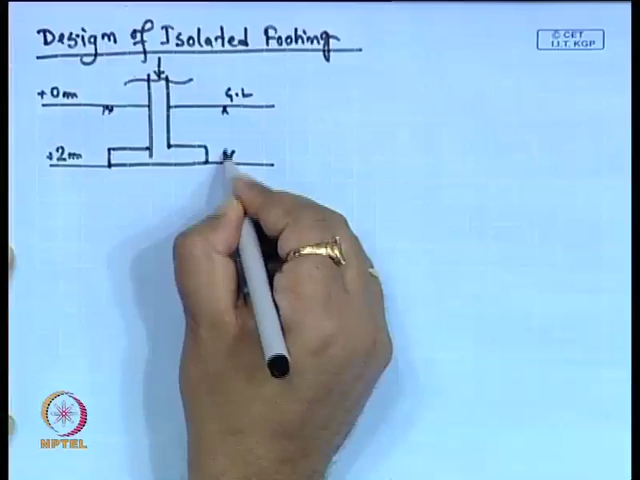 Design of Isolated Footing
© CET
I.I.T. KGP
+0m
G.L
+2m
NPTEL